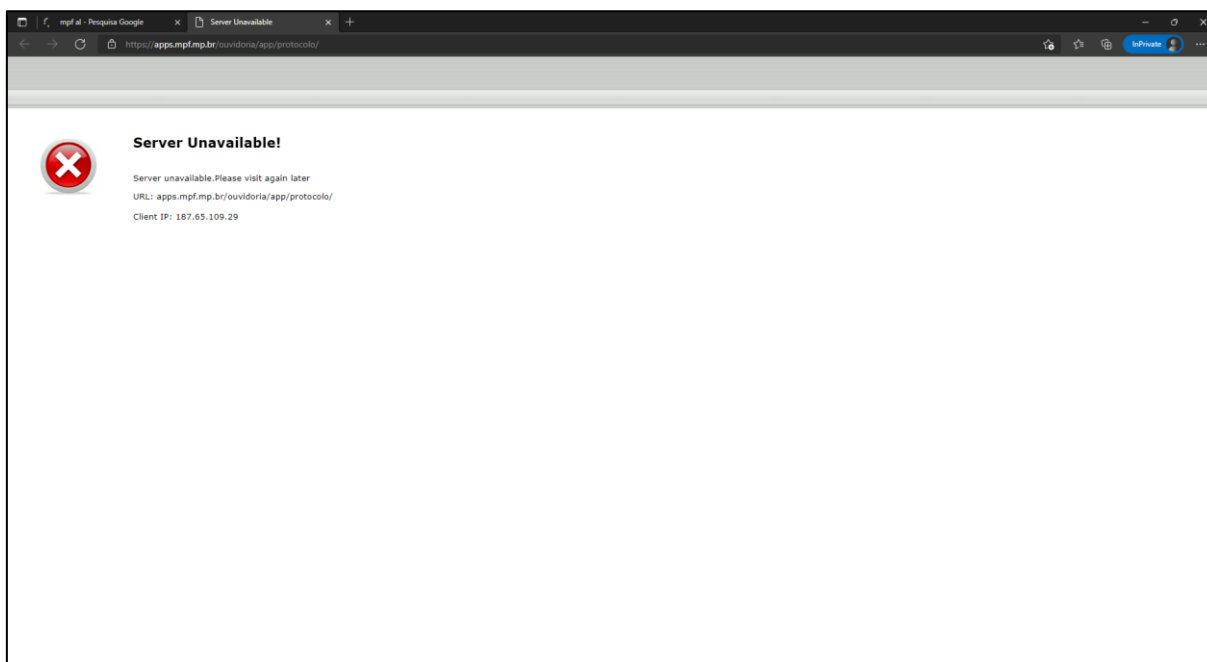 mpf al - Pesquisa Google
Server Unavailable
https://apps.mpf.mp.br/ouvidoria/app/protocolo/
InPrivate
Server Unavailable!
Server unavailable.Please visit again later
URL: apps.mpf.mp.br/ouvidoria/app/protocolo/
Client IP: 187.65.109.29